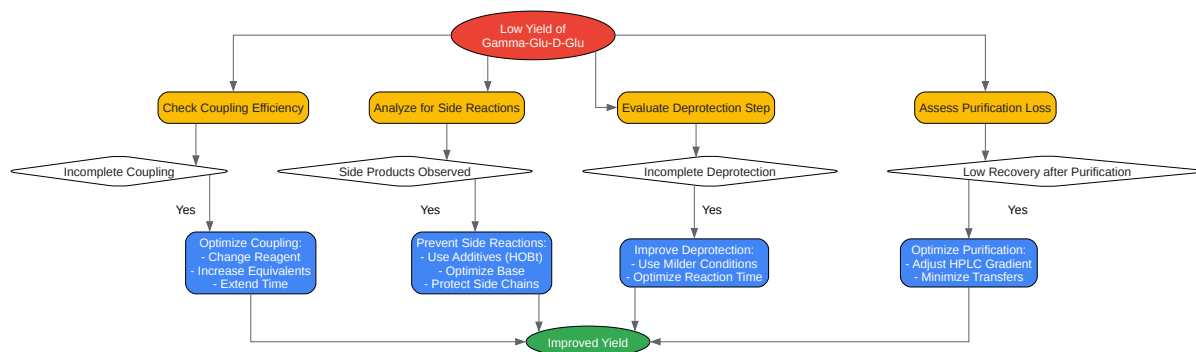 Low Yield of
Gamma-Glu-D-Glu
Check Coupling Efficiency
Analyze for Side Reactions
Evaluate Deprotection Step
Assess Purification Loss
Incomplete Coupling
Side Products Observed
Incomplete Deprotection
Low Recovery after Purification
Yes
Yes
Yes
Yes
Optimize Coupling:
- Change Reagent
- Increase Equivalents
- Extend Time
Prevent Side Reactions:
- Use Additives (HOBt)
- Optimize Base
- Protect Side Chains
Improve Deprotection:
- Use Milder Conditions
- Optimize Reaction Time
Optimize Purification:
- Adjust HPLC Gradient
- Minimize Transfers
Improved Yield